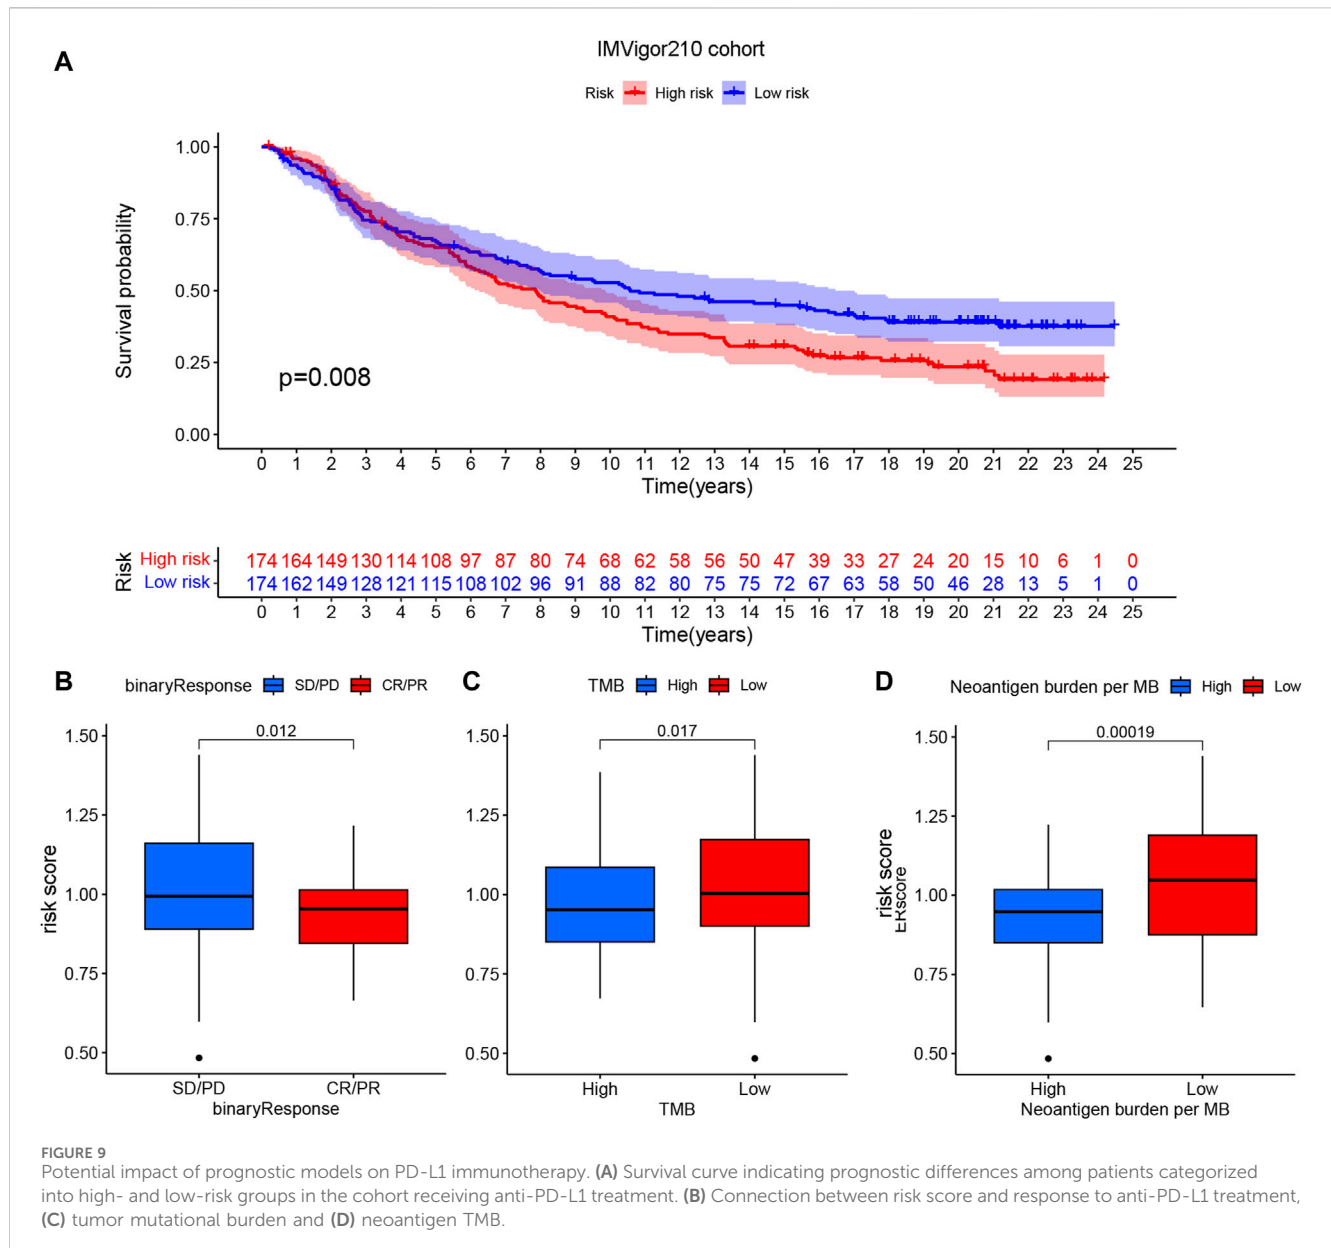 A
IMVigor210 cohort
Risk High risk Low risk
Survival probability
1.00
0.75
0.50
0.25
0.00
p=0.008
0 1 2 3 4 5 6 7 8 9 10 11 12 13 14 15 16 17 18 19 20 21 22 23 24 25
Time(years)
Risk
High risk 174 164 149 130 114 108 97 87 80 74 68 62 58 56 50 47 39 33 27 24 20 15 10 6 1 0
Low risk 174 162 149 128 121 115 108 102 96 91 88 82 80 75 75 72 67 63 58 50 46 28 13 5 1 0
0 1 2 3 4 5 6 7 8 9 10 11 12 13 14 15 16 17 18 19 20 21 22 23 24 25
Time(years)
B
binaryResponse SD/PD CR/PR
risk score
1.50
1.25
1.00
0.75
0.50
0.012
SD/PD CR/PR
binaryResponse
C
TMB High Low
1.50
1.25
1.00
0.75
0.50
0.017
High Low
TMB
D
Neoantigen burden per MB High Low
risk score
ERscore
1.50
1.25
1.00
0.75
0.50
0.00019
High Low
Neoantigen burden per MB
FIGURE 9
Potential impact of prognostic models on PD-L1 immunotherapy. (A) Survival curve indicating prognostic differences among patients categorized
into high- and low-risk groups in the cohort receiving anti-PD-L1 treatment. (B) Connection between risk score and response to anti-PD-L1 treatment,
(C) tumor mutational burden and (D) neoantigen TMB.